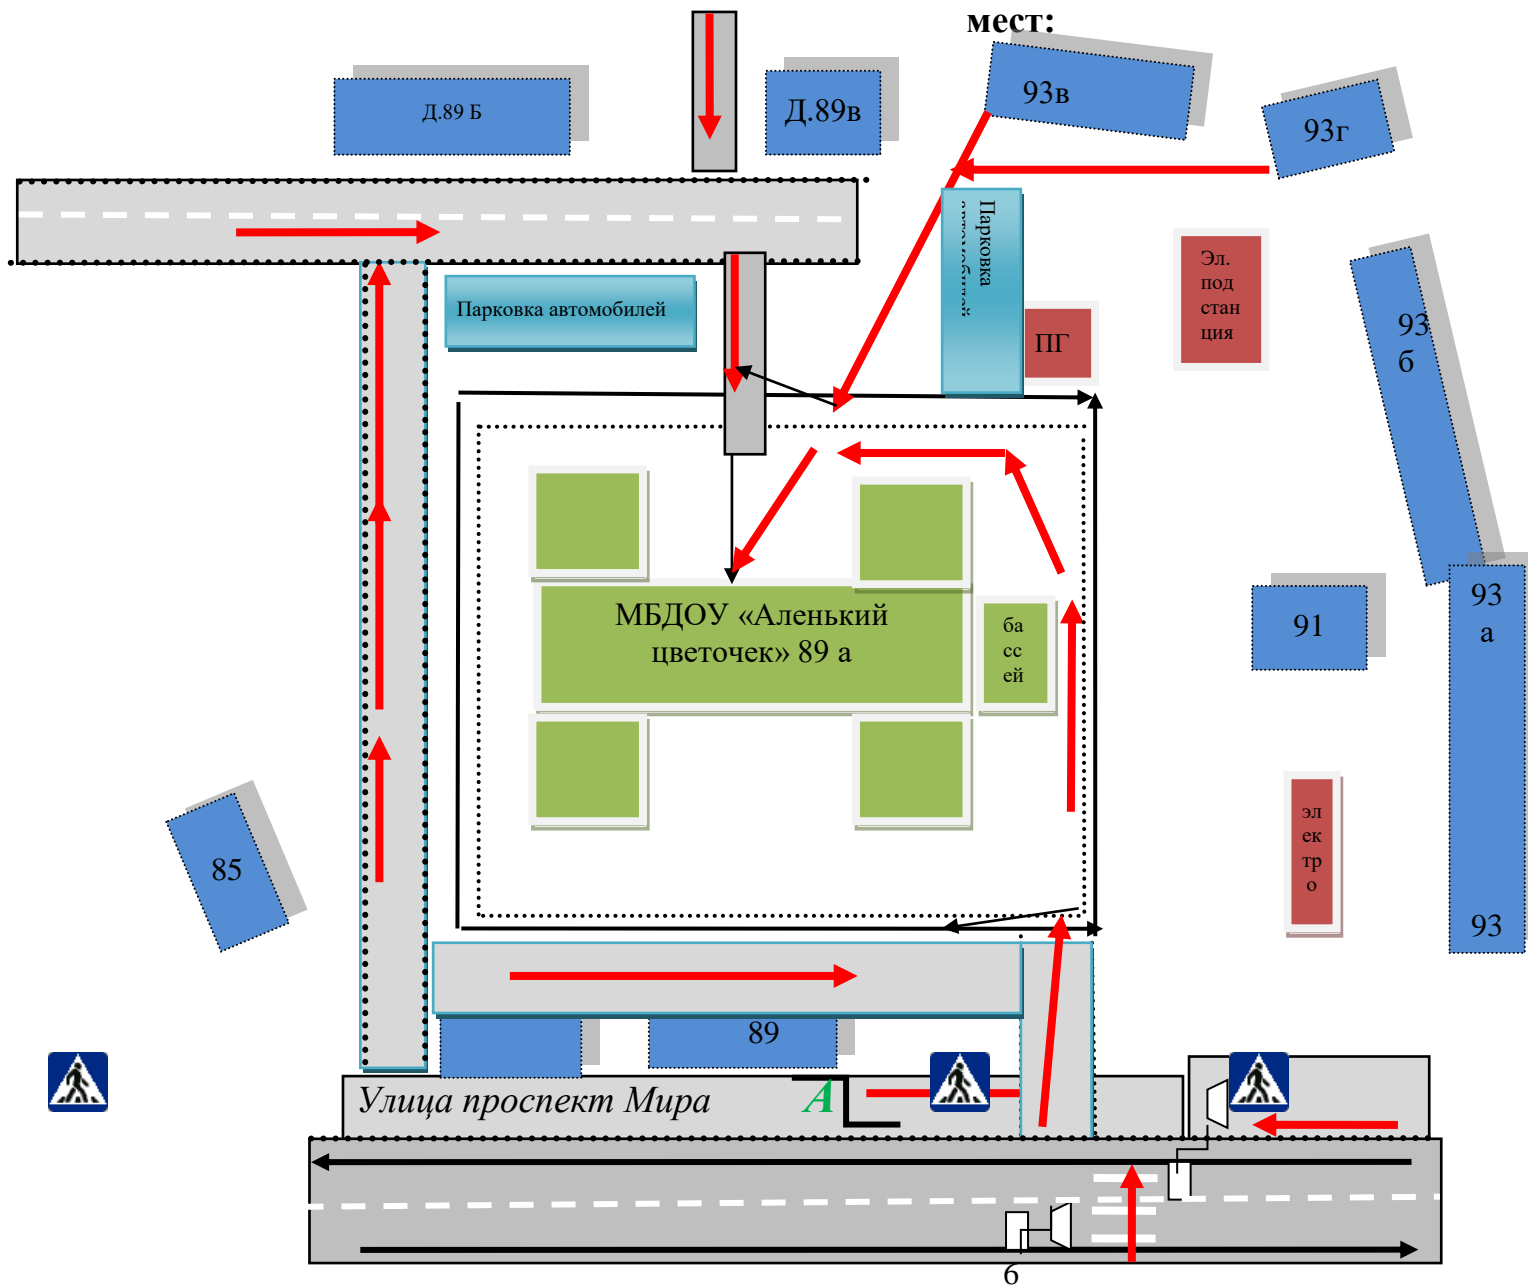 мест:
Д.89 Б
Д.89в
93в
93г
Парковка
автомобилей
Эл.
под
стан
ция
Парковка автомобилей
ПГ
93
б
МБДОУ «Аленький
цветочек» 89 а
ба
сс
ей
91
93
а
эл
ек
тр
о
85
93
89
Улица проспект Мира
А
6